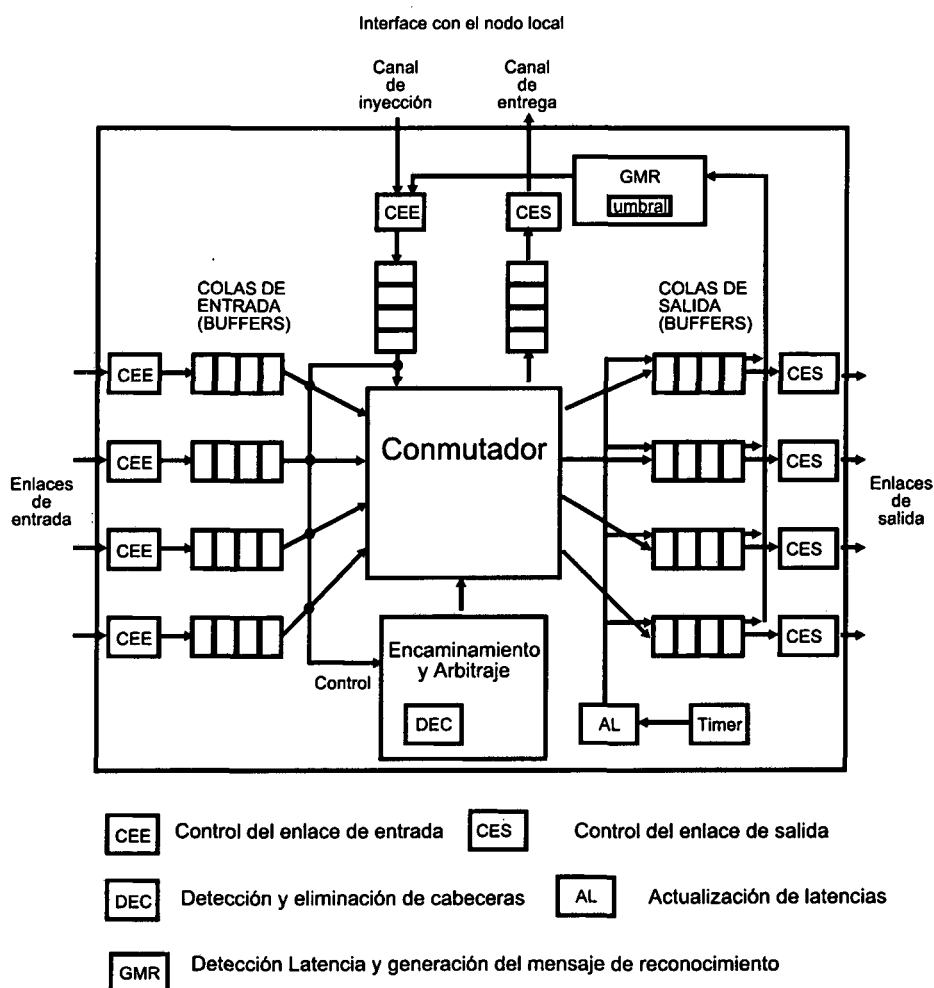 Interface con el nodo local
Canal
de
inyección
Canal
de
entrega
GMR
umbral
CEE
CES
COLAS DE
ENTRADA
(BUFFERS)
COLAS DE
SALIDA
(BUFFERS)
CEE
CES
Conmutador
CEE
CES
Enlaces
de
entrada
Enlaces
de
salida
CEE
CES
CEE
CES
Encaminamiento
y Arbitraje
Control
DEC
AL
Timer
CEE Control del enlace de entrada
CES Control del enlace de salida
DEC Detección y eliminación de cabeceras
AL Actualización de latencias
GMR Detección Latencia y generación del mensaje de reconocimiento